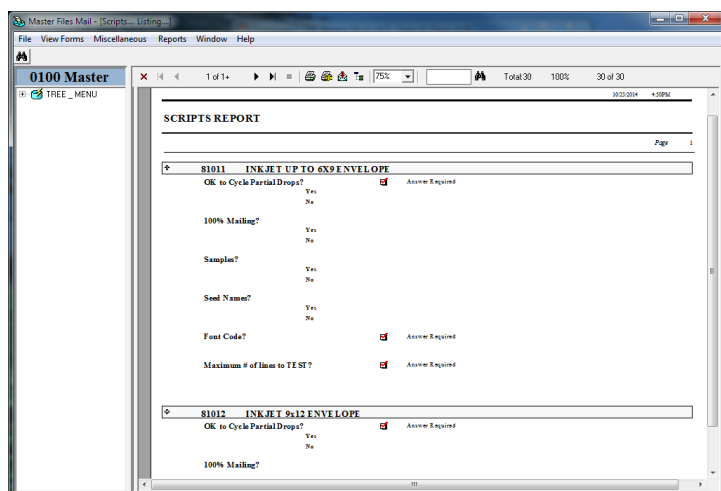 Master Files Mail - [Scripts... Listing...]
File View Forms Miscellaneous Reports Window Help
0100 Master
1 of 1+ 75% Total:30 100% 30 of 30
TREE _ MENU
10/23/2014 4:50PM
SCRIPTS REPORT
Page 1
81011 INKJET UP TO 6X9 ENVELOPE
OK to Cycle Partial Drops? Answer Required
Yes
No
100% Mailing?
Yes
No
Samples?
Yes
No
Seed Names?
Yes
No
Font Code? Answer Required
Maximum # of lines to TEST? Answer Required
81012 INKJET 9x12 ENVELOPE
OK to Cycle Partial Drops? Answer Required
Yes
No
100% Mailing?